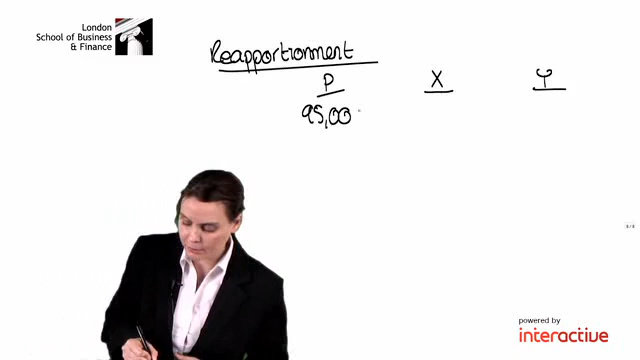 London
School of Business
& Finance
Reapportionment
P X Y
95,00
powered by
interactive